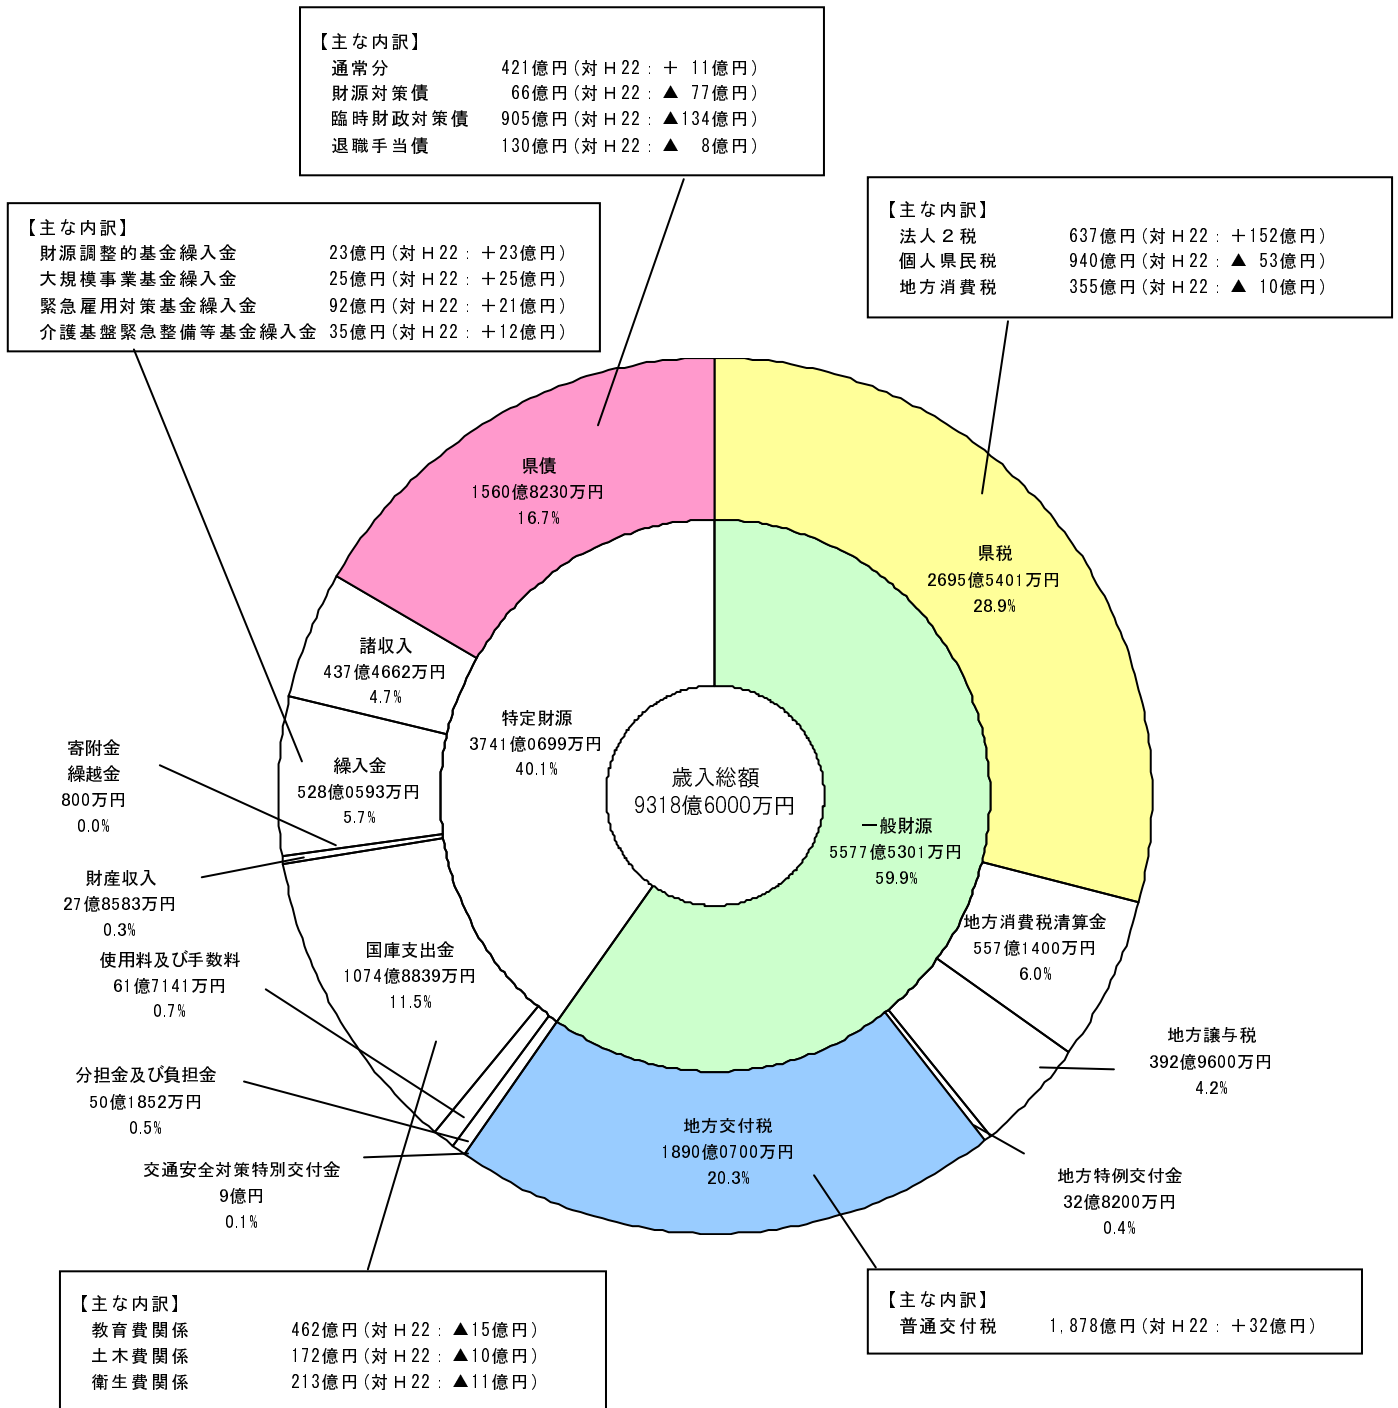 【主な内訳】
通常分 421億円(対H22:+ 11億円)
財源対策債 66億円(対H22:▲ 77億円)
臨時財政対策債 905億円(対H22:▲134億円)
退職手当債 130億円(対H22:▲ 8億円)
【主な内訳】
法人2税 637億円(対H22:+152億円)
個人県民税 940億円(対H22:▲ 53億円)
地方消費税 355億円(対H22:▲ 10億円)
【主な内訳】
財源調整的基金繰入金 23億円(対H22:+23億円)
大規模事業基金繰入金 25億円(対H22:+25億円)
緊急雇用対策基金繰入金 92億円(対H22:+21億円)
介護基盤緊急整備等基金繰入金 35億円(対H22:+12億円)
県債
1560億8230万円
16.7%
県税
2695億5401万円
28.9%
諸収入
437億4662万円
4.7%
特定財源
3741億0699万円
40.1%
寄附金
繰越金
800万円
0.0%
繰入金
528億0593万円
5.7%
歳入総額
9318億6000万円
一般財源
5577億5301万円
59.9%
財産収入
27億8583万円
0.3%
地方消費税清算金
557億1400万円
6.0%
国庫支出金
1074億8839万円
11.5%
使用料及び手数料
61億7141万円
0.7%
地方譲与税
392億9600万円
4.2%
分担金及び負担金
50億1852万円
0.5%
地方交付税
1890億0700万円
20.3%
交通安全対策特別交付金
9億円
0.1%
地方特例交付金
32億8200万円
0.4%
【主な内訳】
教育費関係 462億円(対H22:▲15億円)
土木費関係 172億円(対H22:▲10億円)
衛生費関係 213億円(対H22:▲11億円)
【主な内訳】
普通交付税 1,878億円(対H22:+32億円)